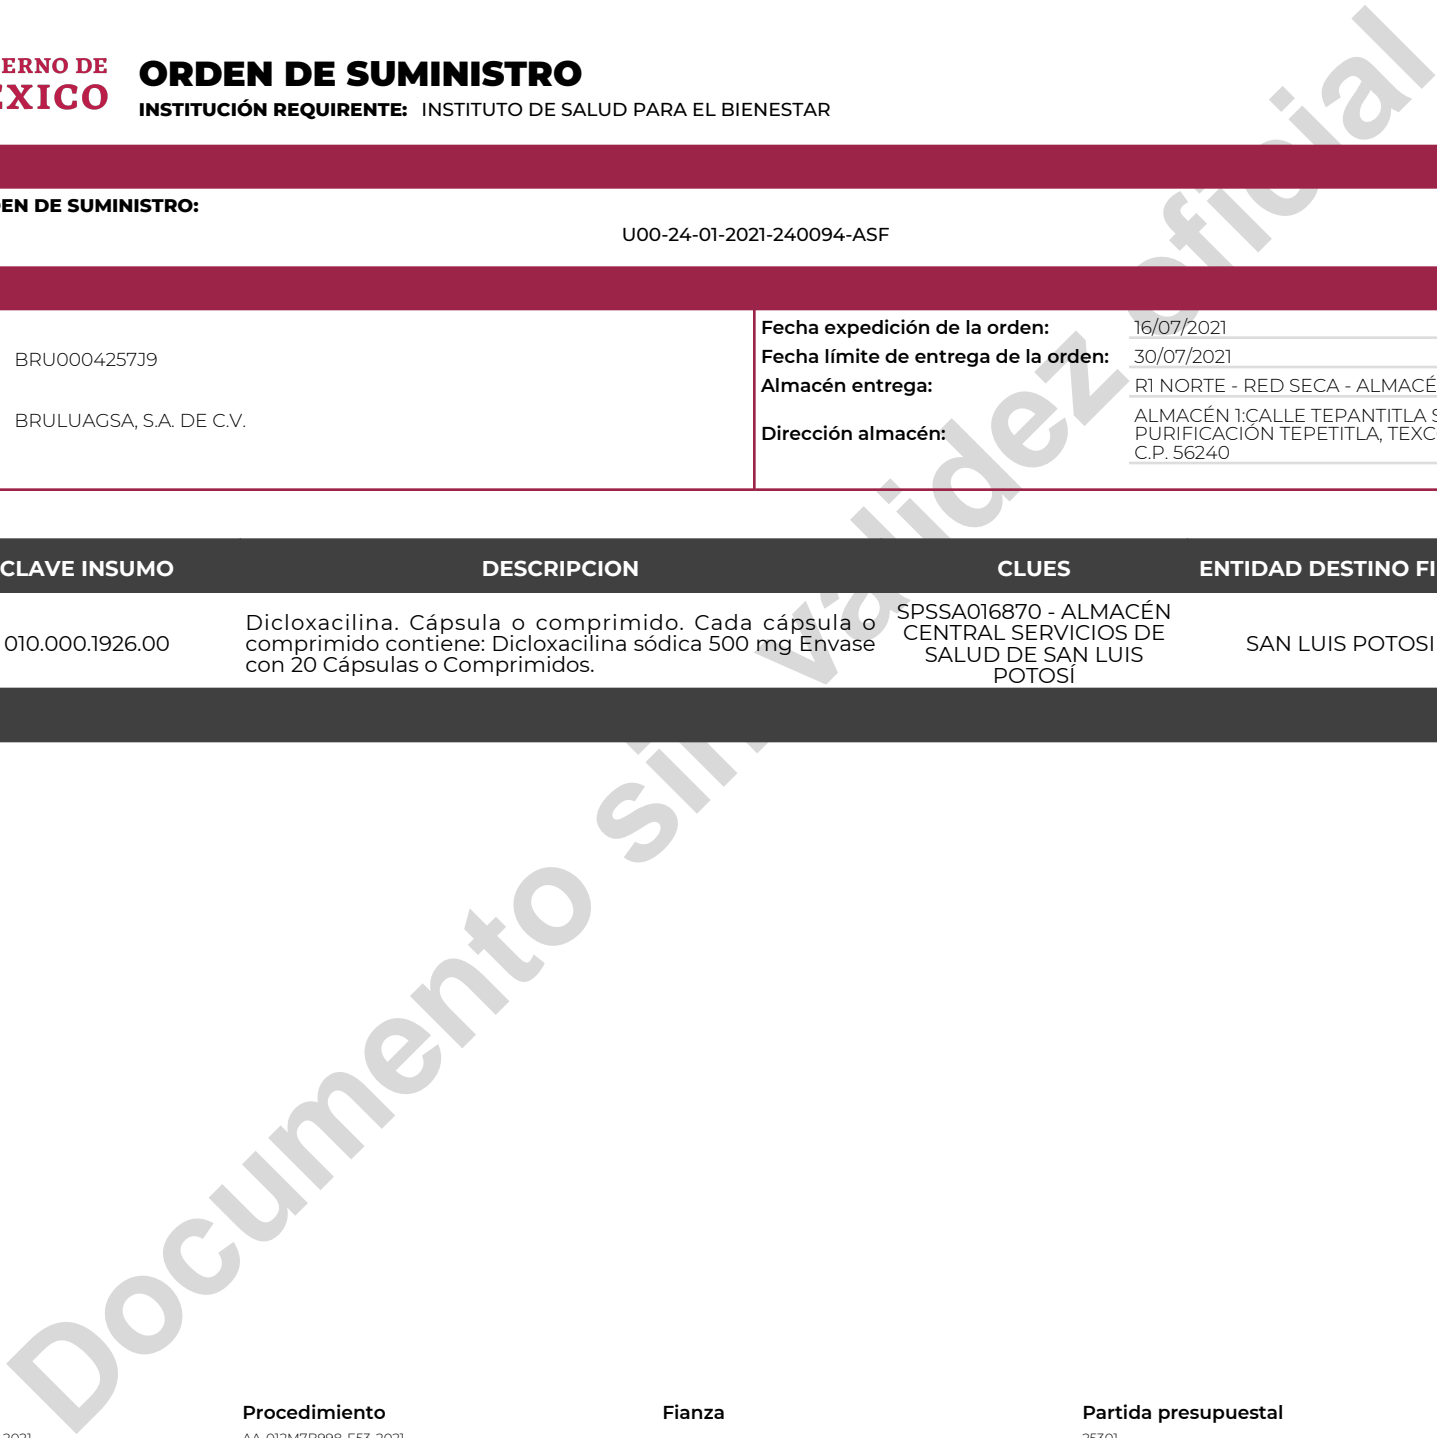 ERNO DE
EXICO
ORDEN DE SUMINISTRO
INSTITUCIÓN REQUIRENTE: INSTITUTO DE SALUD PARA EL BIENESTAR
EN DE SUMINISTRO:
U00-24-01-2021-240094-ASF
BRU0004257J9
BRULUAGSA, S.A. DE C.V.
Fecha expedición de la orden: 16/07/2021
Fecha límite de entrega de la orden: 30/07/2021
Almacén entrega: R1 NORTE - RED SECA - ALMACÉ
Dirección almacén: ALMACÉN 1:CALLE TEPANTITLA S
PURIFICACIÓN TEPETITLA, TEXC
C.P. 56240
CLAVE INSUMO DESCRIPCION CLUES ENTIDAD DESTINO FI
010.000.1926.00
Dicloxacilina. Cápsula o comprimido. Cada cápsula o
comprimido contiene: Dicloxacilina sódica 500 mg Envase
con 20 Cápsulas o Comprimidos.
SPSSA016870 - ALMACÉN
CENTRAL SERVICIOS DE
SALUD DE SAN LUIS
POTOSÍ
SAN LUIS POTOSI
Documento sin validez oficial
Procedimiento Fianza Partida presupuestal